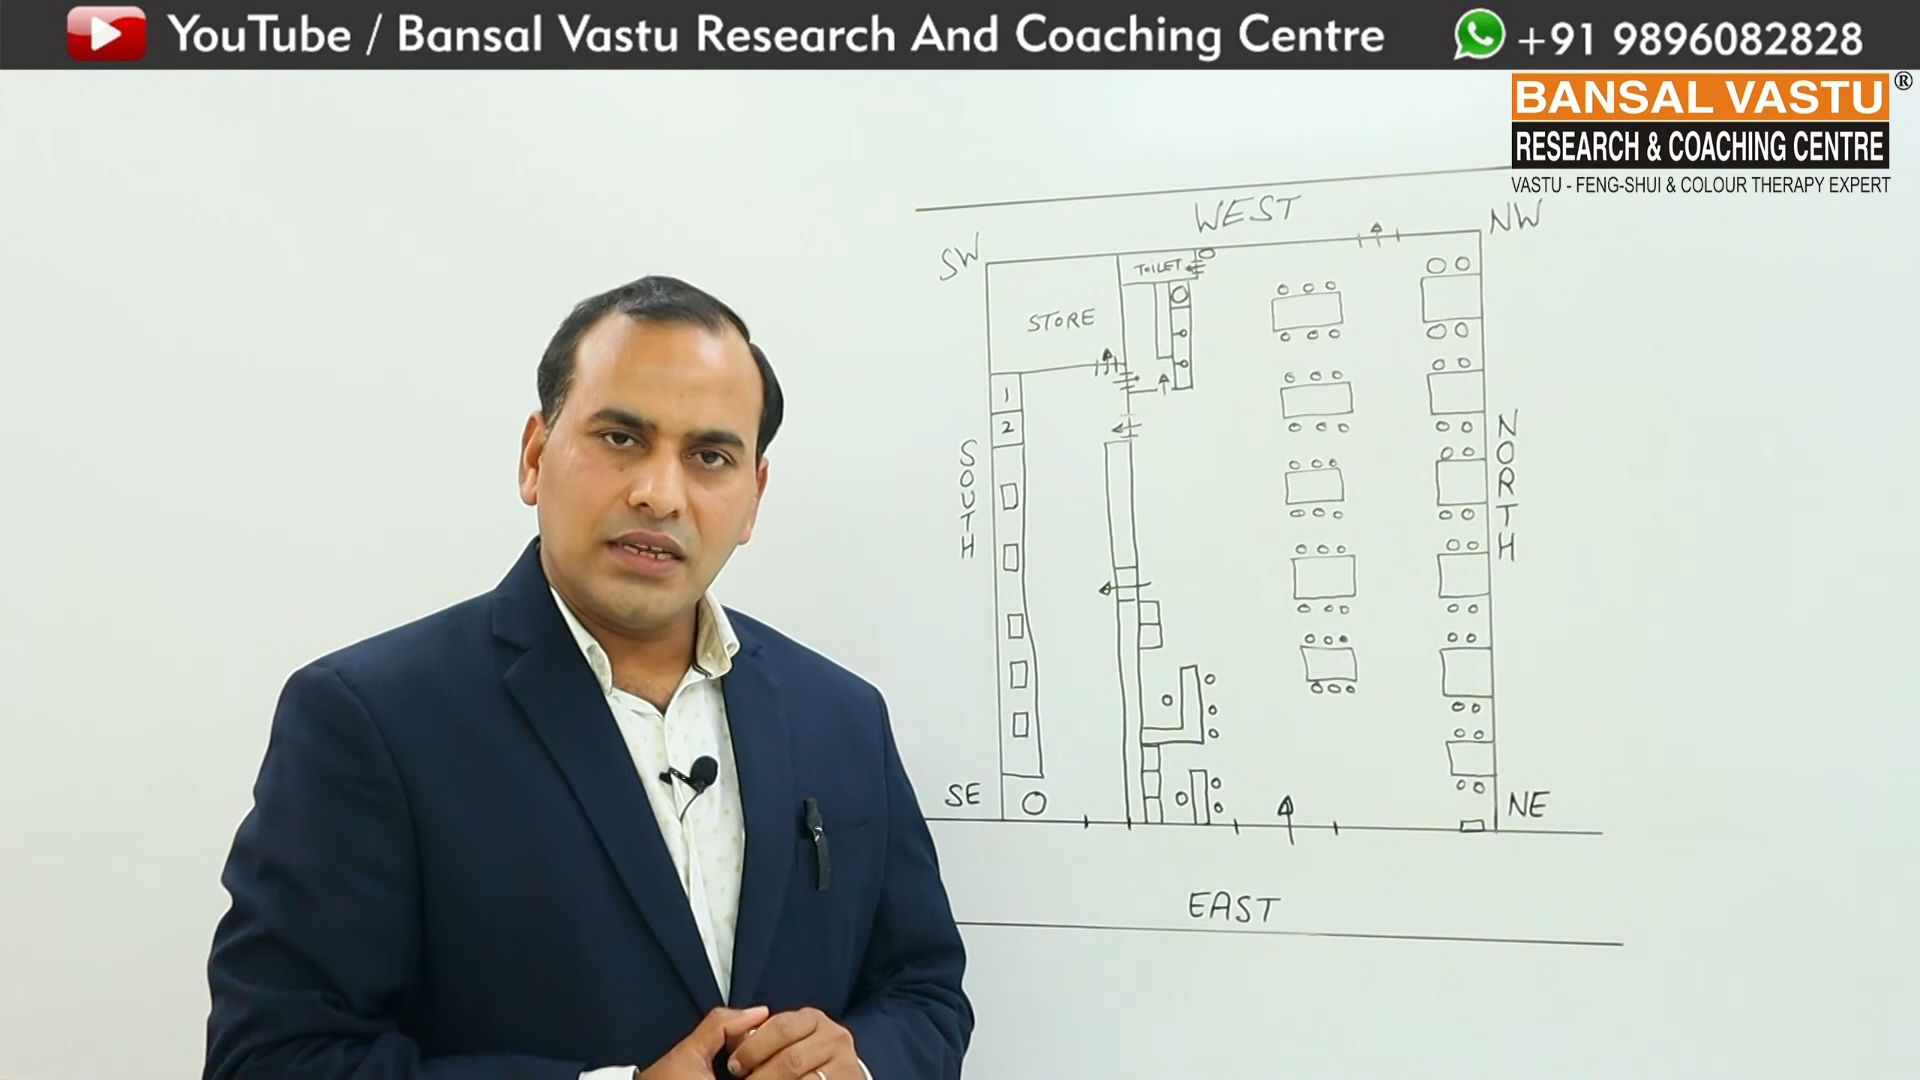 YouTube / Bansal Vastu Research And Coaching Centre
+91 9896082828
BANSAL VASTU®
RESEARCH & COACHING CENTRE
VASTU - FENG-SHUI & COLOUR THERAPY EXPERT
WEST
SW
NW
TOILET
STORE
1
2
SOUTH
NORTH
SE
NE
EAST